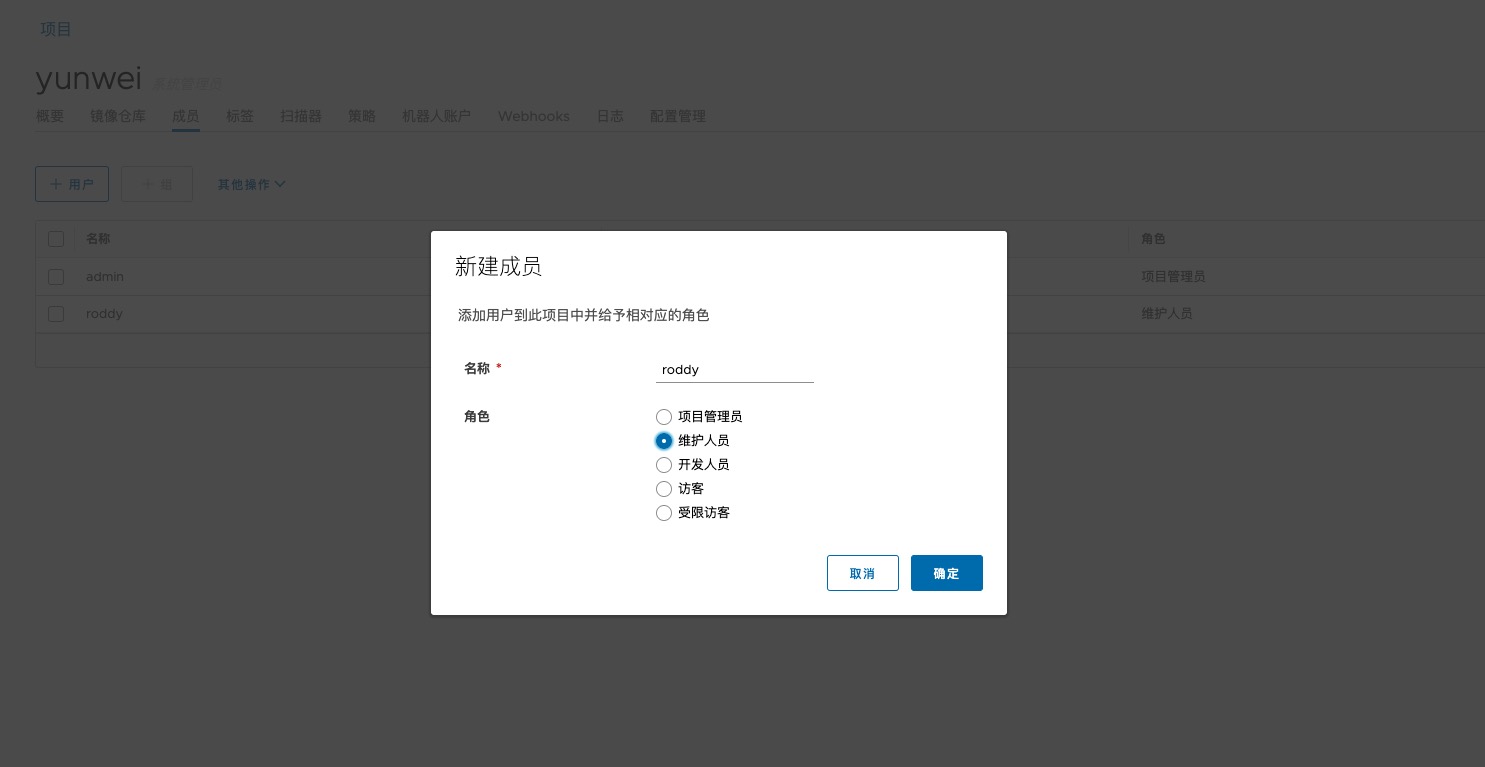 项目
yunwei 系统管理员
概要 镜像仓库 成员 标签 扫描器 策略 机器人账户 Webhooks 日志 配置管理
+ 用户 + 组 其他操作
名称 角色
admin 项目管理员
roddy 维护人员
新建成员
添加用户到此项目中并给予相对应的角色
名称 * roddy
角色
项目管理员
维护人员
开发人员
访客
受限访客
取消 确定